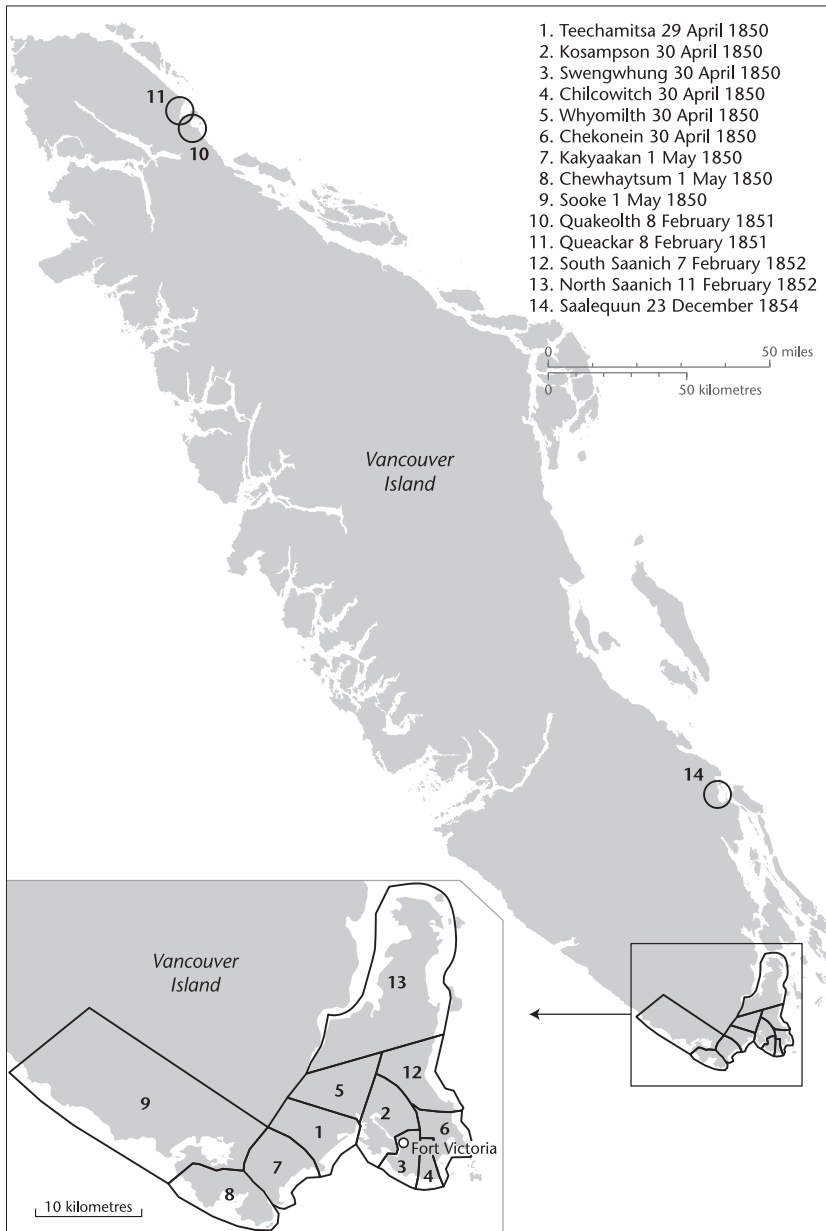 1. Teechamitsa 29 April 1850
2. Kosampson 30 April 1850
3. Swengwhung 30 April 1850
4. Chilcowitch 30 April 1850
5. Whyomilth 30 April 1850
6. Chekonein 30 April 1850
7. Kakyaakan 1 May 1850
8. Chewhaytsum 1 May 1850
9. Sooke 1 May 1850
10. Quakeolth 8 February 1851
11. Queackar 8 February 1851
12. South Saanich 7 February 1852
13. North Saanich 11 February 1852
14. Saalequun 23 December 1854
0 50 miles
0 50 kilometres
11
10
Vancouver
Island
14
Vancouver
Island
13
12
5
9
2
1
6
Fort Victoria
3
4
7
8
10 kilometres